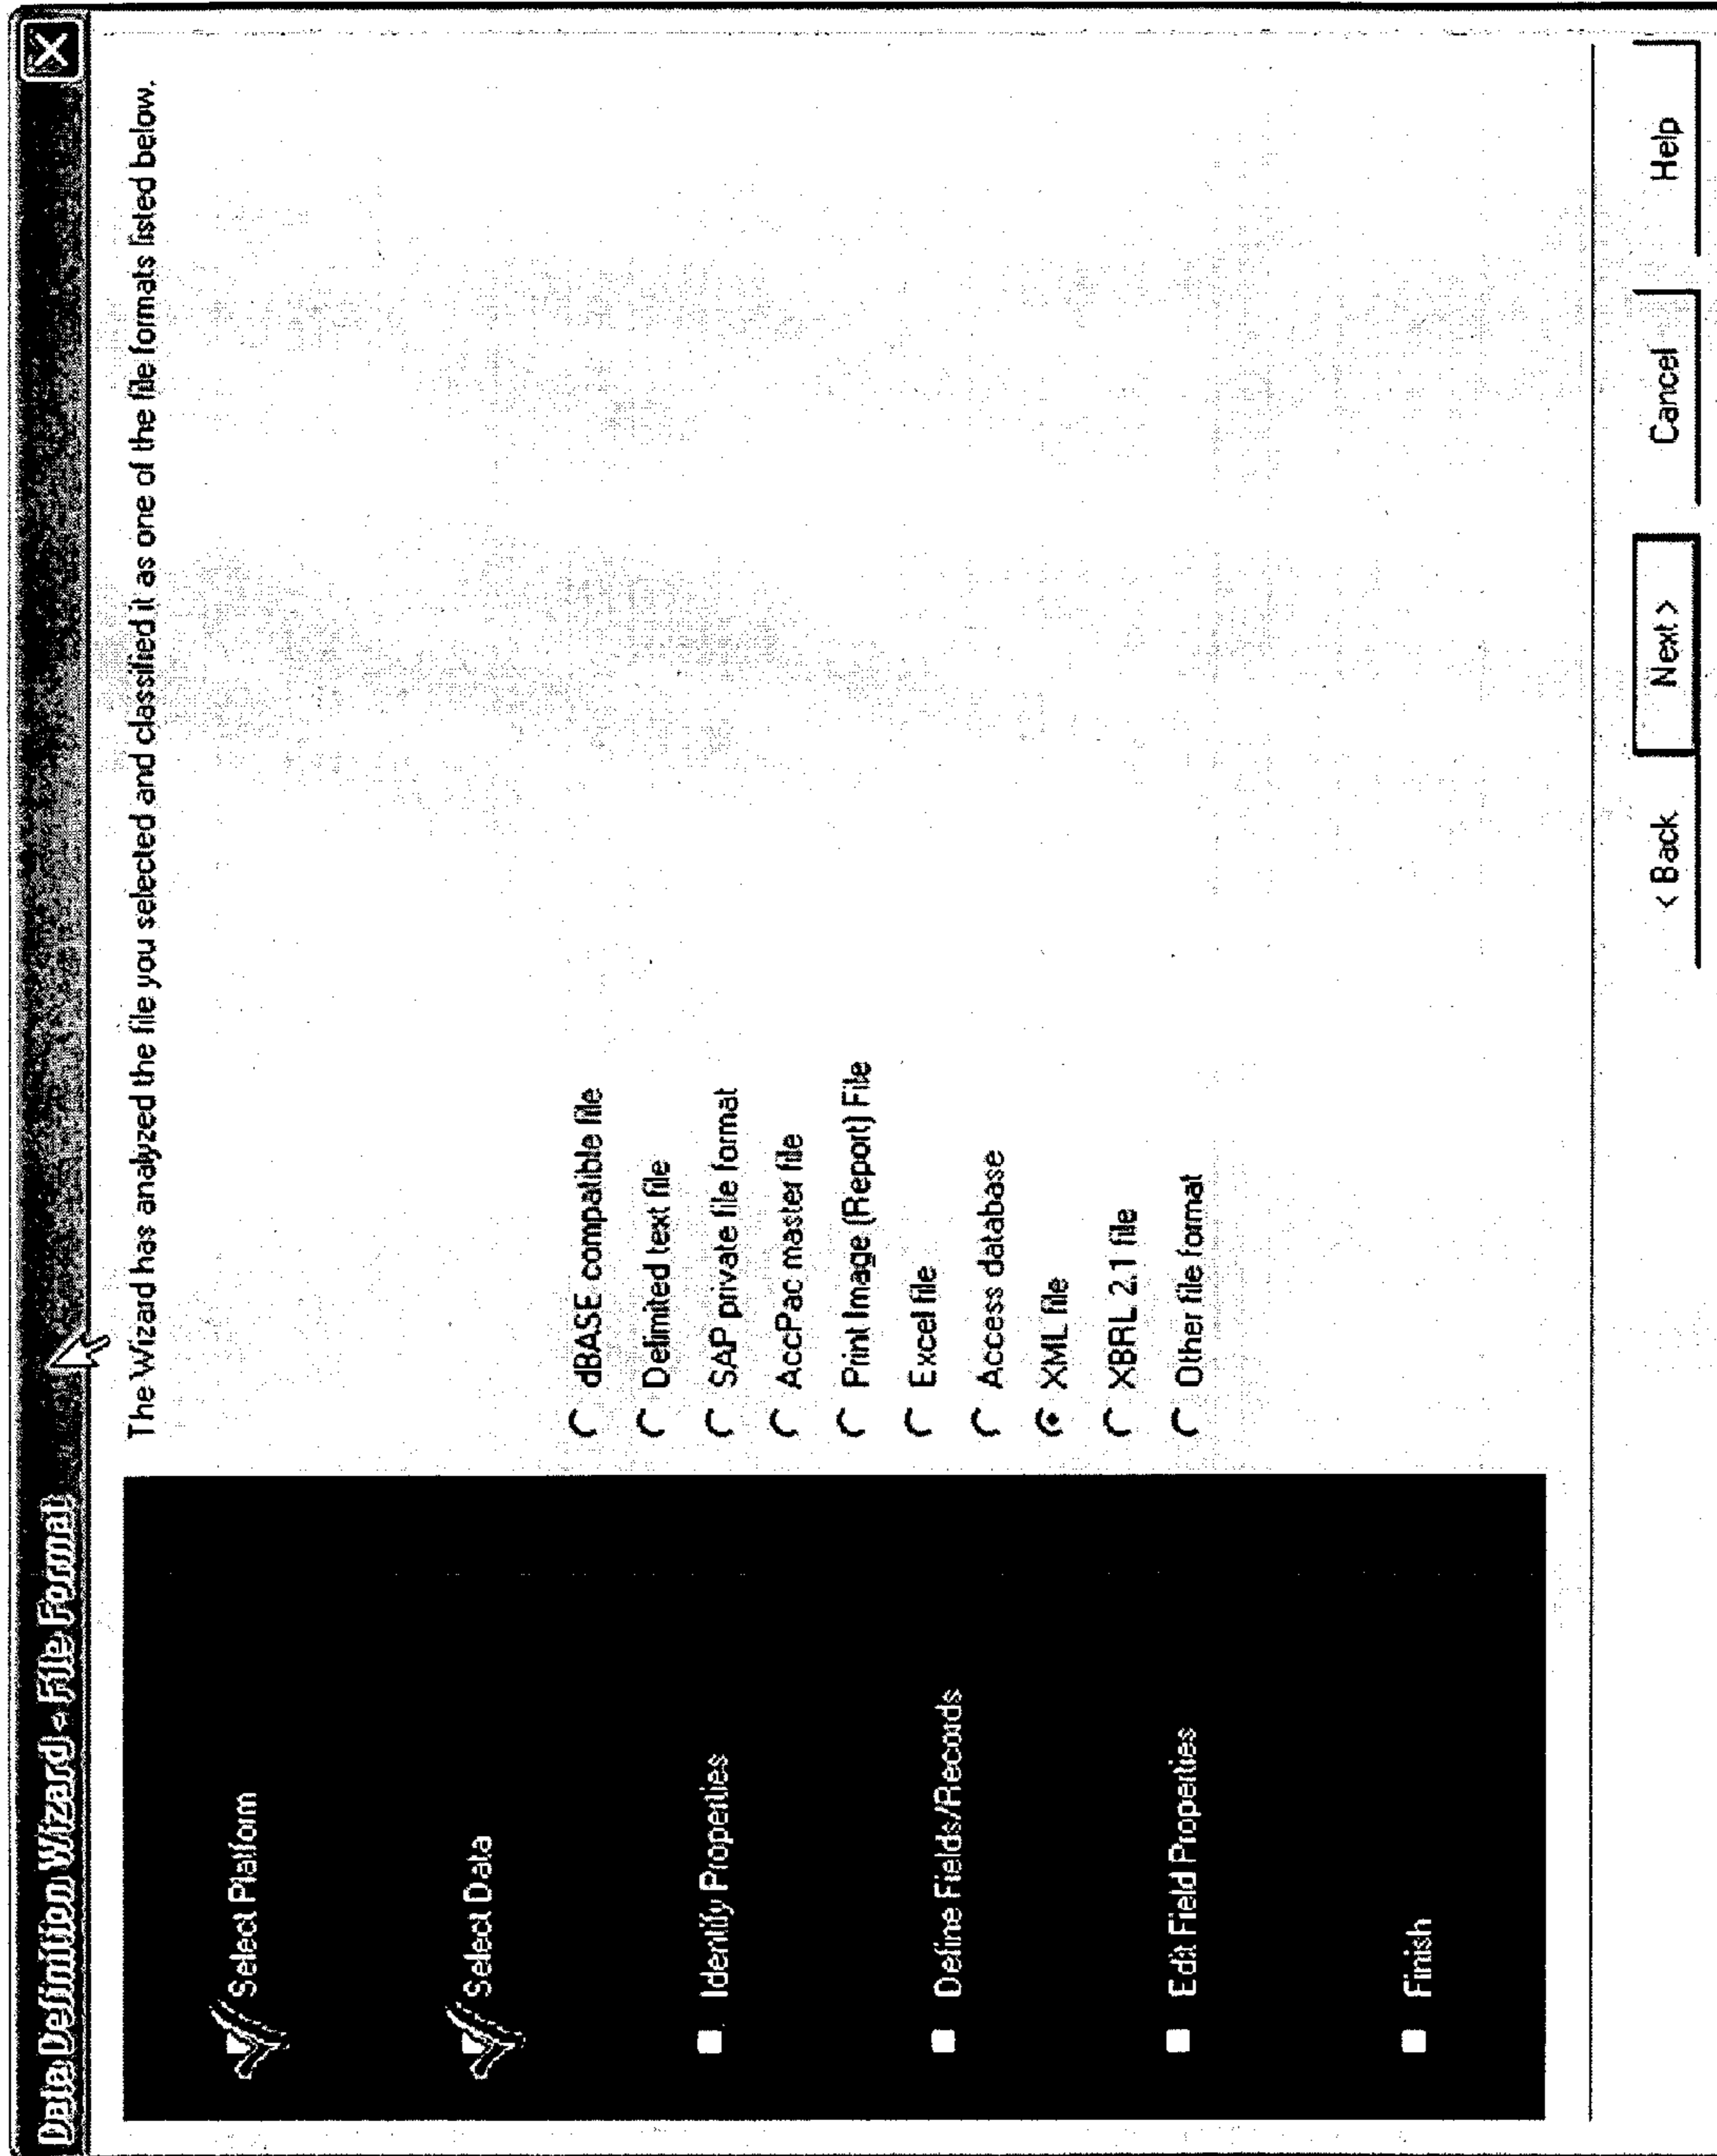 Data Definition Wizard - File Format
The Wizard has analyzed the file you selected and classified it as one of the file formats listed below.
Select Platform
Select Data
Identify Properties
Define Fields/Records
Edit Field Properties
Finish
dBASE compatible file
Delimited text file
SAP private file format
AccPac master file
Print Image (Report) File
Excel file
Access database
XML file
XBRL 2.1 file
Other file format
< Back
Next >
Cancel
Help